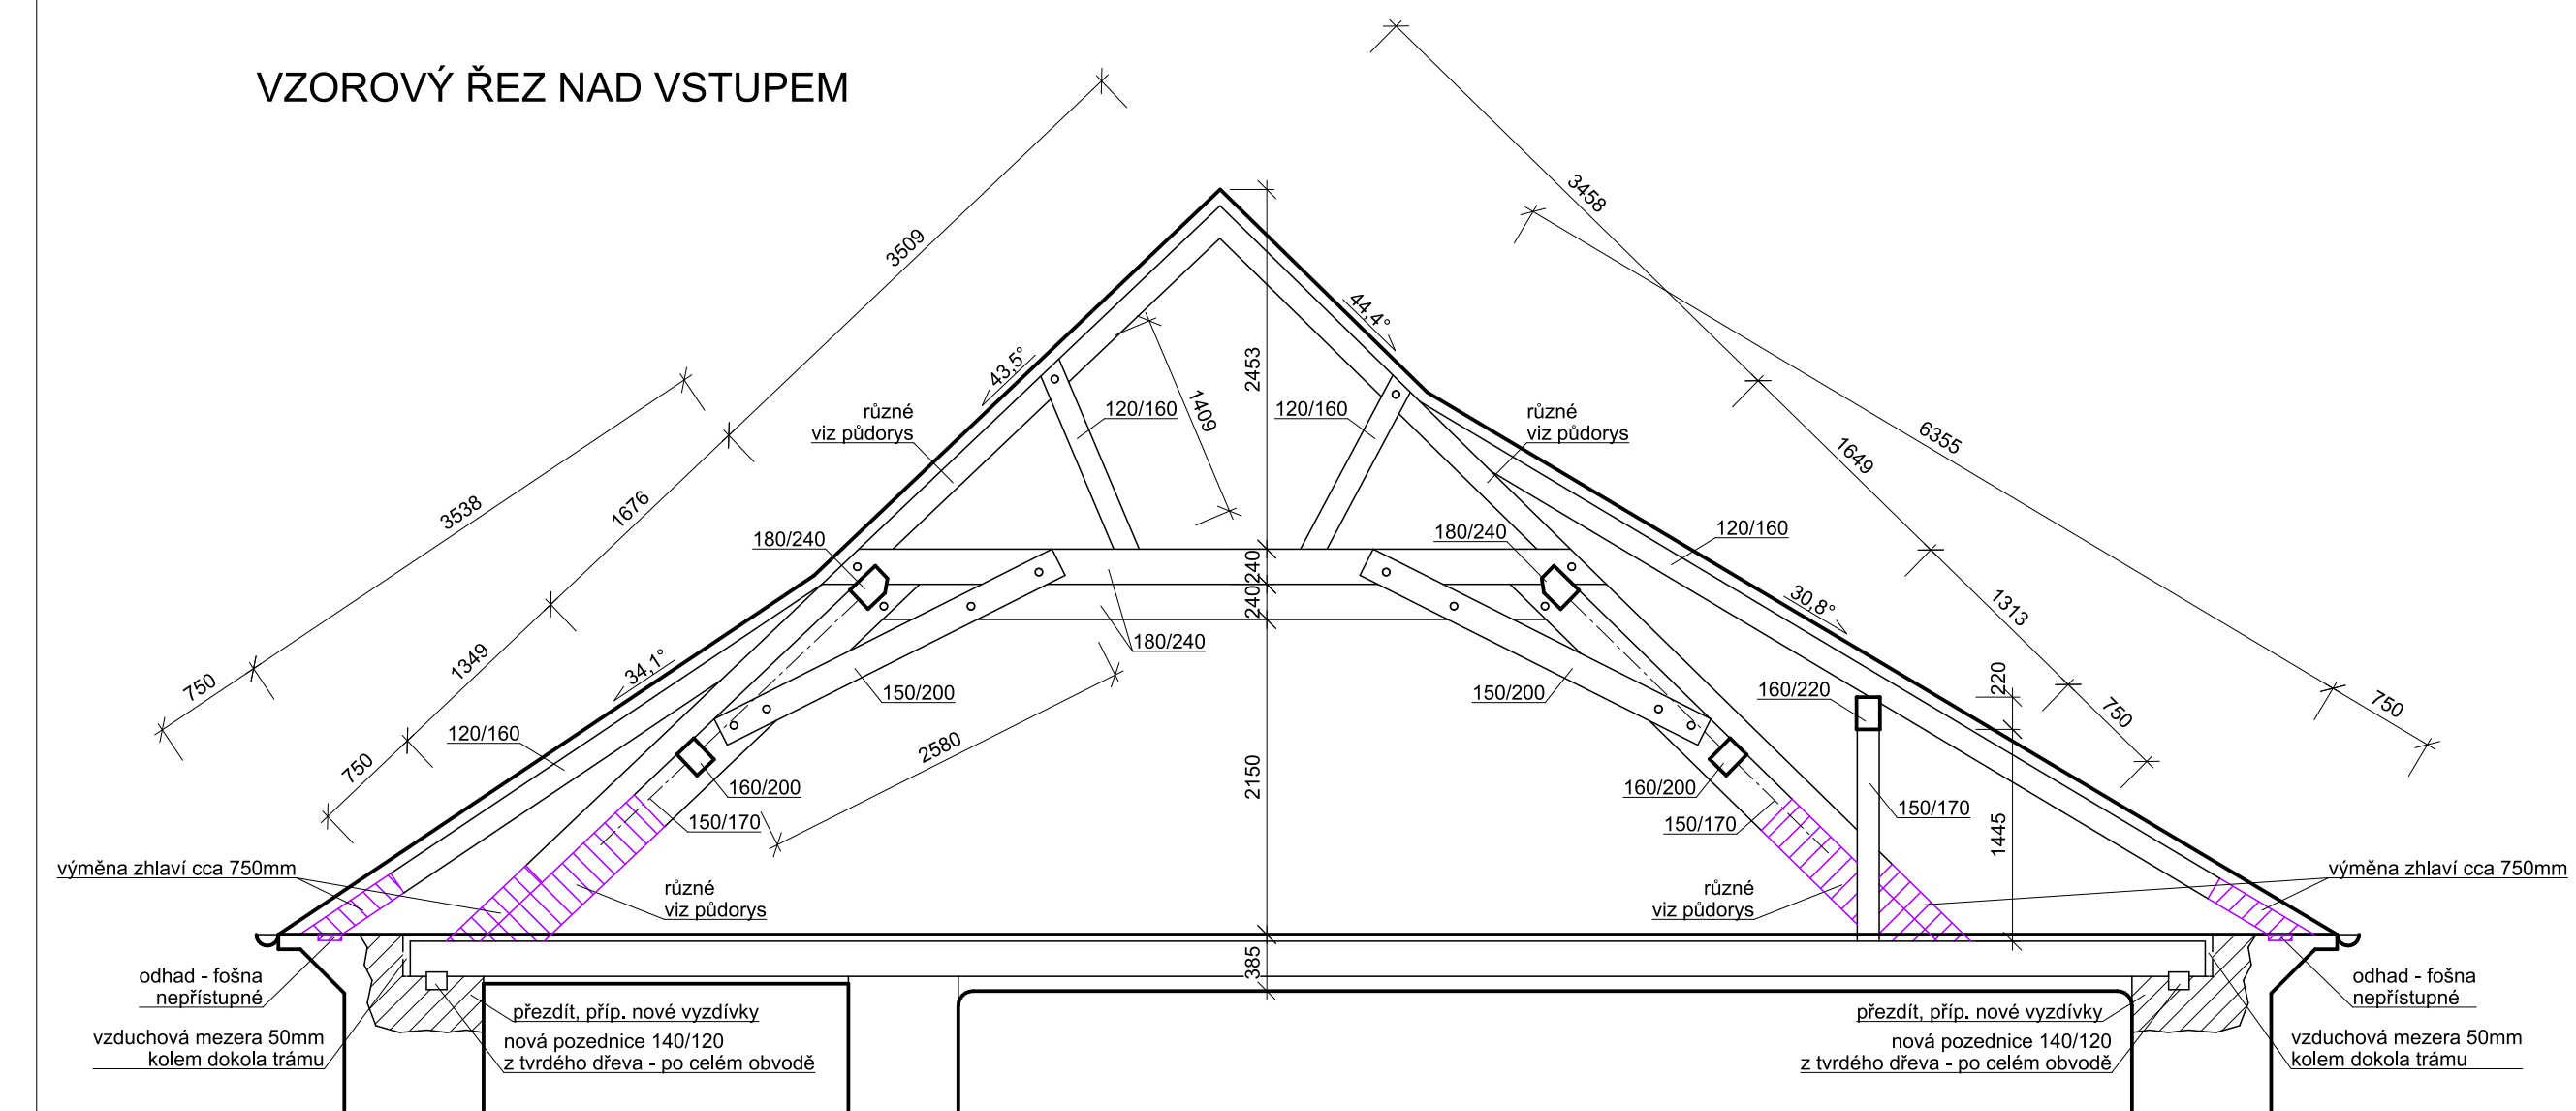 VZOROVÝ ŘEZ NAD VSTUPEM
3458
3509
6355
44,4°
43,5°
2453
1409
120/160
120/160
různé
viz půdorys
různé
viz půdorys
1649
3538
1676
180/240
180/240
120/160
240
240
30,8°
1313
1349
34,1°
180/240
750
150/200
150/200
160/220
220
750
750
120/160
2580
750
2150
160/200
160/200
150/170
150/170
150/170
1445
výměna zhlaví cca 750mm
výměna zhlaví cca 750mm
různé
viz půdorys
různé
viz půdorys
385
odhad - fošna
nepřístupné
odhad - fošna
nepřístupné
přezdít, příp. nové vyzdívky
přezdít, příp. nové vyzdívky
vzduchová mezera 50mm
kolem dokola trámu
nová pozednice 140/120
z tvrdého dřeva - po celém obvodě
nová pozednice 140/120
z tvrdého dřeva - po celém obvodě
vzduchová mezera 50mm
kolem dokola trámu